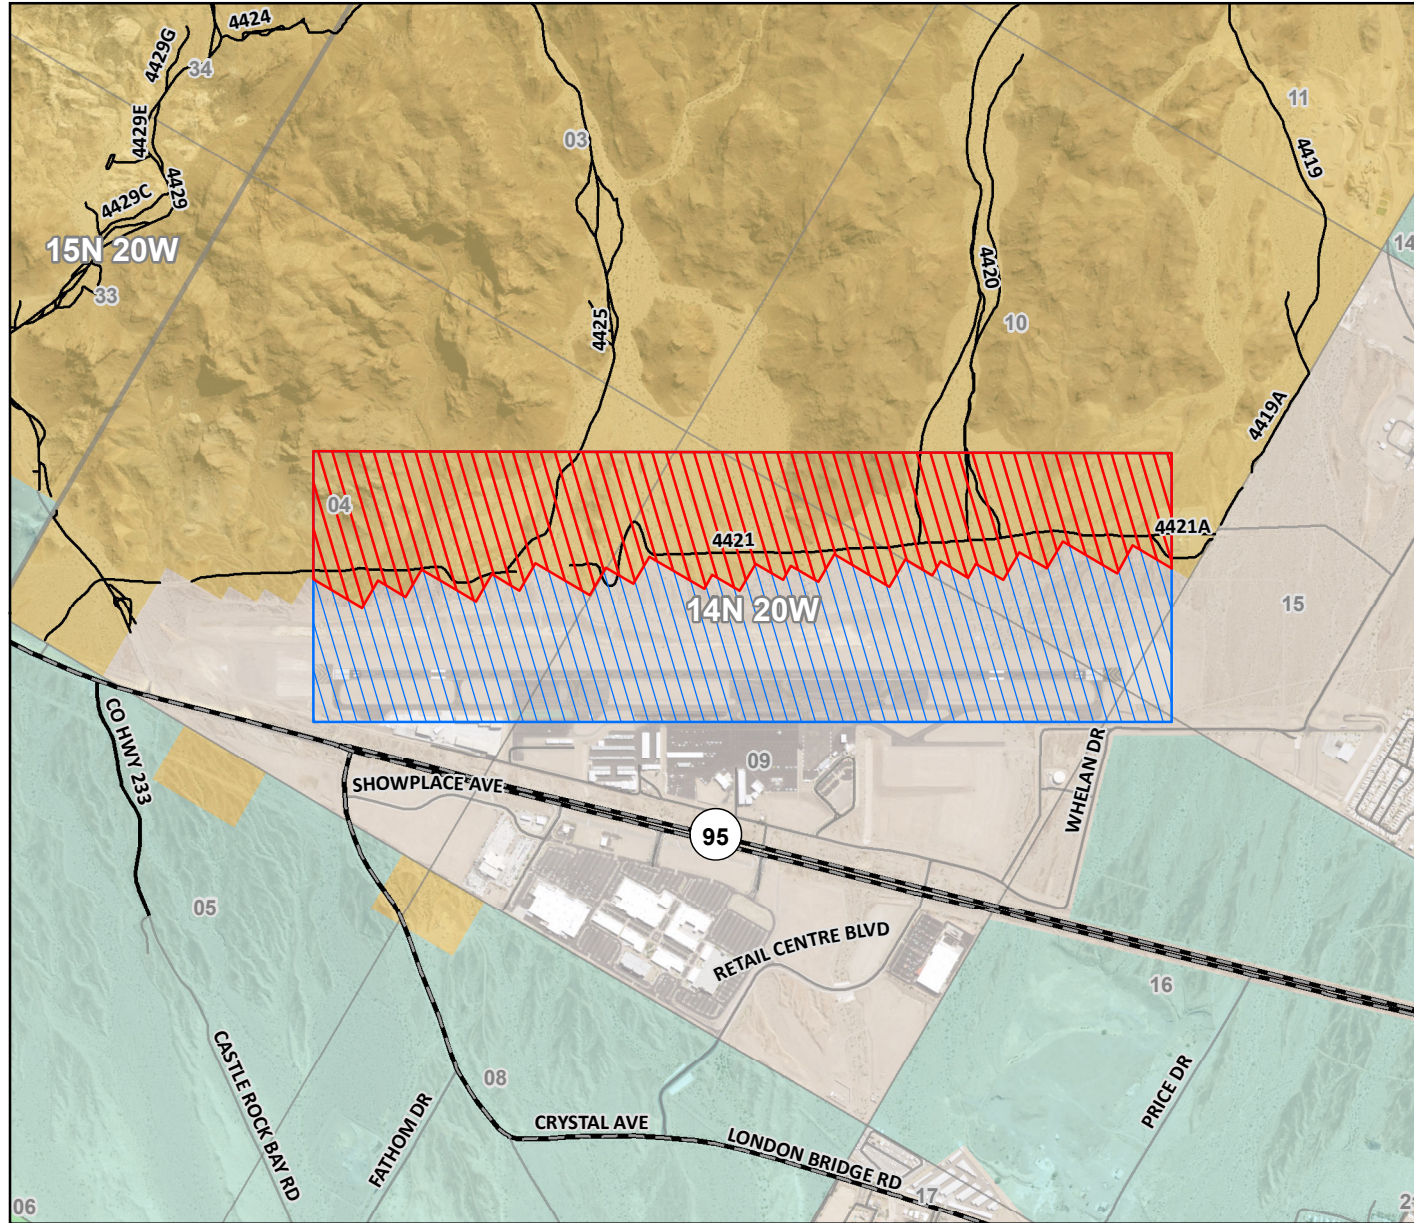 4424
4429G
34
11
4429E
03
4419
4429
4429C
14
15N 20W
4420
33
10
4425
4419A
04
4421A
4421
15
14N 20W
CO HWY 233
WHELAN DR
09
SHOWPLACE AVE
95
05
RETAIL CENTRE BLVD
16
08
CASTLE ROCK BAY RD
PRICE DR
FATHOM DR
CRYSTAL AVE
LONDON BRIDGE RD
17
06